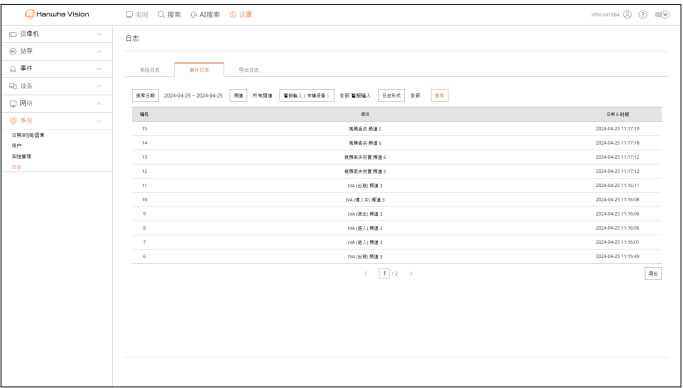 Hanwha Vision
实时 搜索 AI搜索 设置
摄像机
储存
事件
设备
网络
系统
日期/时间/语言
用户
系统管理
日志
日志
系统日志 事件日志 导出日志
搜索日期 2024-04-25 ~ 2024-04-25 频道 所有频道 警报输入 ( 存储设备 ) 全部 警报输入 日志形式 全部 搜索
编号 描述 日期 & 时间
15 视频丢失 频道 5 2024-04-25 11:17:19
14 视频丢失 频道 6 2024-04-25 11:17:18
13 视频丢失恢复 频道 6 2024-04-25 11:17:12
12 视频丢失恢复 频道 5 2024-04-25 11:17:12
11 IVA (出现) 频道 3 2024-04-25 11:16:11
10 IVA (进入中) 频道 3 2024-04-25 11:16:08
9 IVA (退出) 频道 3 2024-04-25 11:16:06
8 IVA (进入) 频道 3 2024-04-25 11:16:06
7 IVA (进入) 频道 3 2024-04-25 11:16:01
6 IVA (出现) 频道 3 2024-04-25 11:15:49
1 / 2
导出